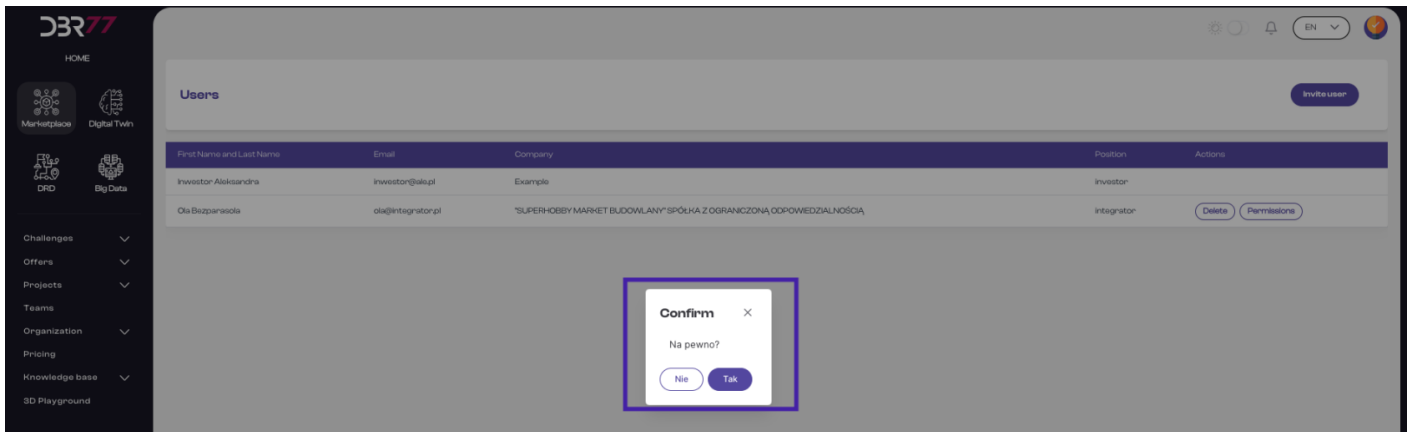 DBR77
EN
HOME
Marketplace Digital Twin
DRD Big Data
Challenges
Offers
Projects
Teams
Organization
Pricing
Knowledge base
3D Playground
Users
Invite user
First Name and Last Name Email Company Position Actions
Inwestor Aleksandra inwestor@ale.pl Example investor
Ola Bezparasola ola@integrator.pl "SUPERHOBBY MARKET BUDOWLANY" SPÓŁKA Z OGRANICZONĄ ODPOWIEDZIALNOŚCIĄ integrator Delete Permissions
Confirm
Na pewno?
Nie Tak